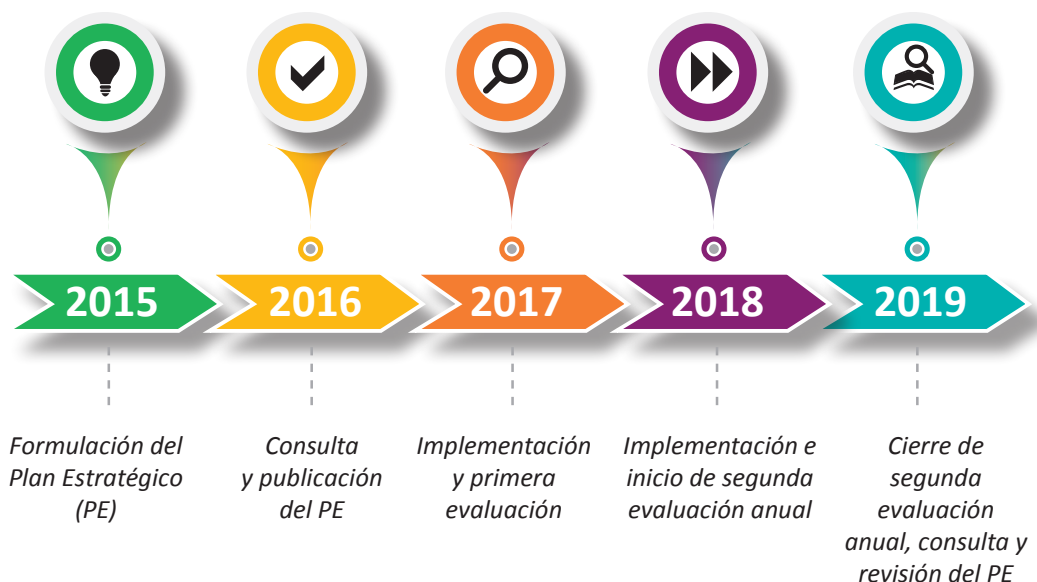 2015
2016
2017
2018
2019
Formulación del
Plan Estratégico
(PE)
Consulta
y publicación
del PE
Implementación
y primera
evaluación
Implementación e
inicio de segunda
evaluación anual
Cierre de
segunda
evaluación
anual, consulta y
revisión del PE